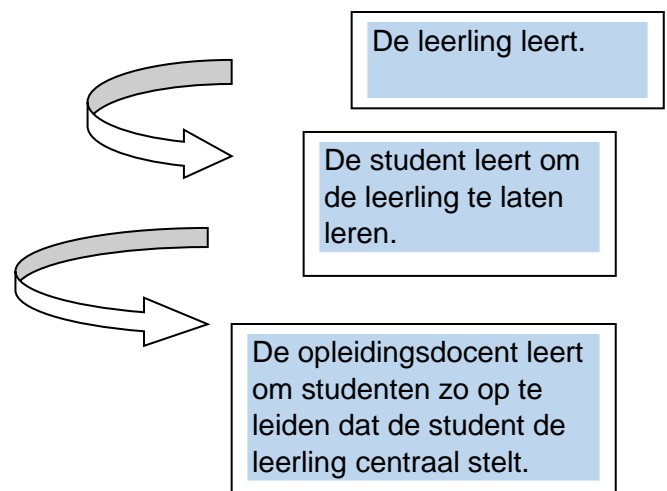 De leerling leert.
De student leert om
de leerling te laten
leren.
De opleidingsdocent leert
om studenten zo op te
leiden dat de student de
leerling centraal stelt.